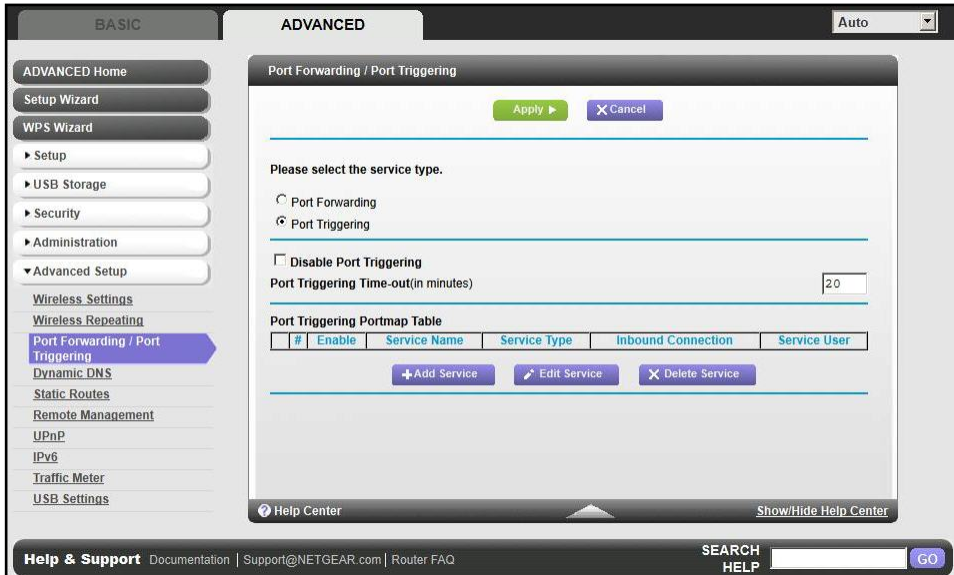 BASIC
ADVANCED
Auto
ADVANCED Home
Setup Wizard
WPS Wizard
Setup
USB Storage
Security
Administration
Advanced Setup
Wireless Settings
Wireless Repeating
Port Forwarding / Port
Triggering
Dynamic DNS
Static Routes
Remote Management
UPnP
IPv6
Traffic Meter
USB Settings
Port Forwarding / Port Triggering
Apply
Cancel
Please select the service type.
Port Forwarding
Port Triggering
Disable Port Triggering
Port Triggering Time-out(in minutes) 20
Port Triggering Portmap Table
# Enable Service Name Service Type Inbound Connection Service User
Add Service Edit Service Delete Service
Help Center Show/Hide Help Center
Help & Support Documentation | Support@NETGEAR.com | Router FAQ
SEARCH
HELP
GO